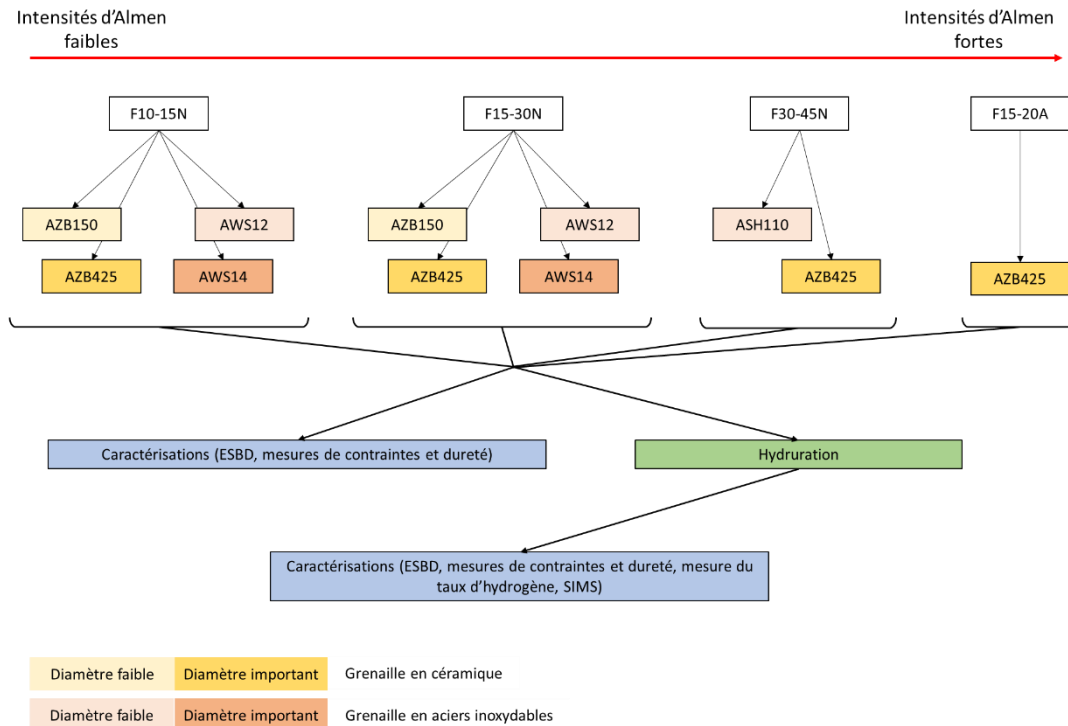 Intensités d’Almen
faibles
Intensités d’Almen
fortes
F10-15N
F15-30N
F30-45N
F15-20A
AZB150
AWS12
AZB150
AWS12
ASH110
AZB425
AWS14
AZB425
AWS14
AZB425
AZB425
Caractérisations (ESBD, mesures de contraintes et dureté)
Hydruration
Caractérisations (ESBD, mesures de contraintes et dureté, mesure du
taux d’hydrogène, SIMS)
Diamètre faible
Diamètre important
Grenaille en céramique
Diamètre faible
Diamètre important
Grenaille en aciers inoxydables